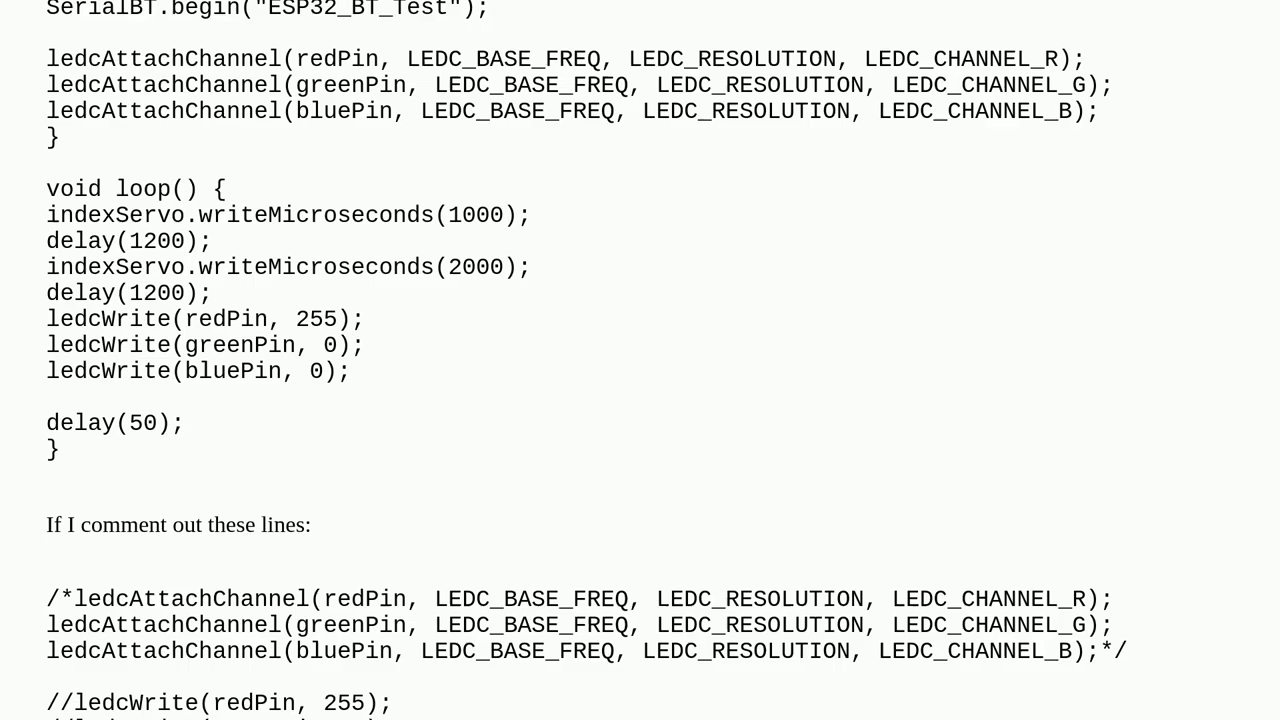 SerialBT.begin("ESP32_BT_Test");
ledcAttachChannel(redPin, LEDC_BASE_FREQ, LEDC_RESOLUTION, LEDC_CHANNEL_R);
ledcAttachChannel(greenPin, LEDC_BASE_FREQ, LEDC_RESOLUTION, LEDC_CHANNEL_G);
ledcAttachChannel(bluePin, LEDC_BASE_FREQ, LEDC_RESOLUTION, LEDC_CHANNEL_B);
}
void loop() {
indexServo.writeMicroseconds(1000);
delay(1200);
indexServo.writeMicroseconds(2000);
delay(1200);
ledcWrite(redPin, 255);
ledcWrite(greenPin, 0);
ledcWrite(bluePin, 0);
delay(50);
}
If I comment out these lines:
/*ledcAttachChannel(redPin, LEDC_BASE_FREQ, LEDC_RESOLUTION, LEDC_CHANNEL_R);
ledcAttachChannel(greenPin, LEDC_BASE_FREQ, LEDC_RESOLUTION, LEDC_CHANNEL_G);
ledcAttachChannel(bluePin, LEDC_BASE_FREQ, LEDC_RESOLUTION, LEDC_CHANNEL_B);*/
//ledcWrite(redPin, 255);